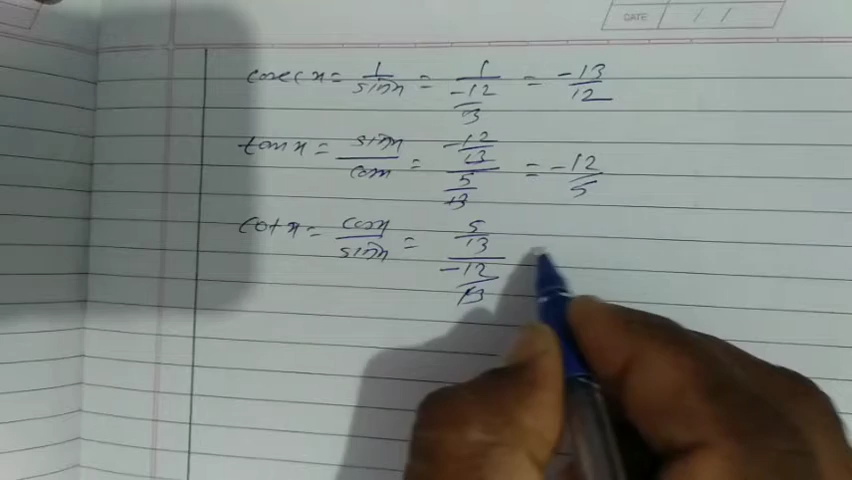 DATE / /
cosec x = 1/sin x = 1/(-12/13) = -13/12
tan x = sin x/cos x = (-12/13)/(5/13) = -12/5
cot x = cos x/sin x = (5/13)/(-12/13)